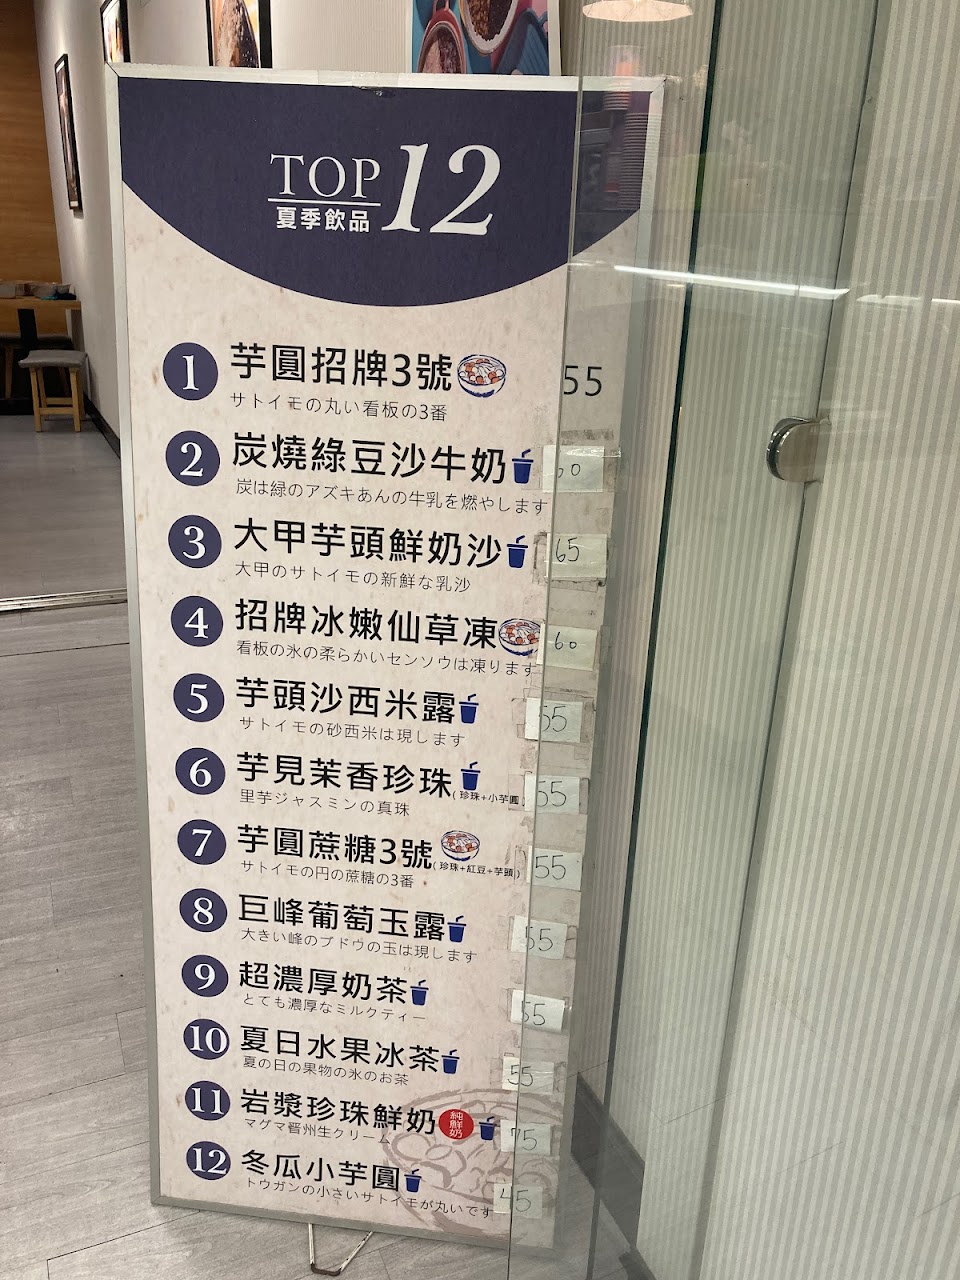 TOP 12
夏季飲品
1 芋圓招牌3號 55
サトイモの丸い看板の3番
2 炭燒綠豆沙牛奶 60
炭は緑のアズキあんの牛乳を燃やします
3 大甲芋頭鮮奶沙 65
大甲のサトイモの新鮮な乳沙
4 招牌冰嫩仙草凍 60
看板の氷の柔らかいセンソウは凍ります
5 芋頭沙西米露 55
サトイモの砂西米は現します
6 芋見茉香珍珠 (珍珠+小芋圓) 55
里芋ジャスミンの真珠
7 芋圓蔗糖3號 (珍珠+紅豆+芋頭) 55
サトイモの円の蔗糖の3番
8 巨峰葡萄玉露 55
大きい峰のブドウの玉は現します
9 超濃厚奶茶 55
とても濃厚なミルクティー
10 夏日水果冰茶 55
夏の日の果物の氷のお茶
11 岩漿珍珠鮮奶 純鮮奶 75
マグマ晉州生クリーム
12 冬瓜小芋圓 45
トウガンの小さいサトイモが丸いです